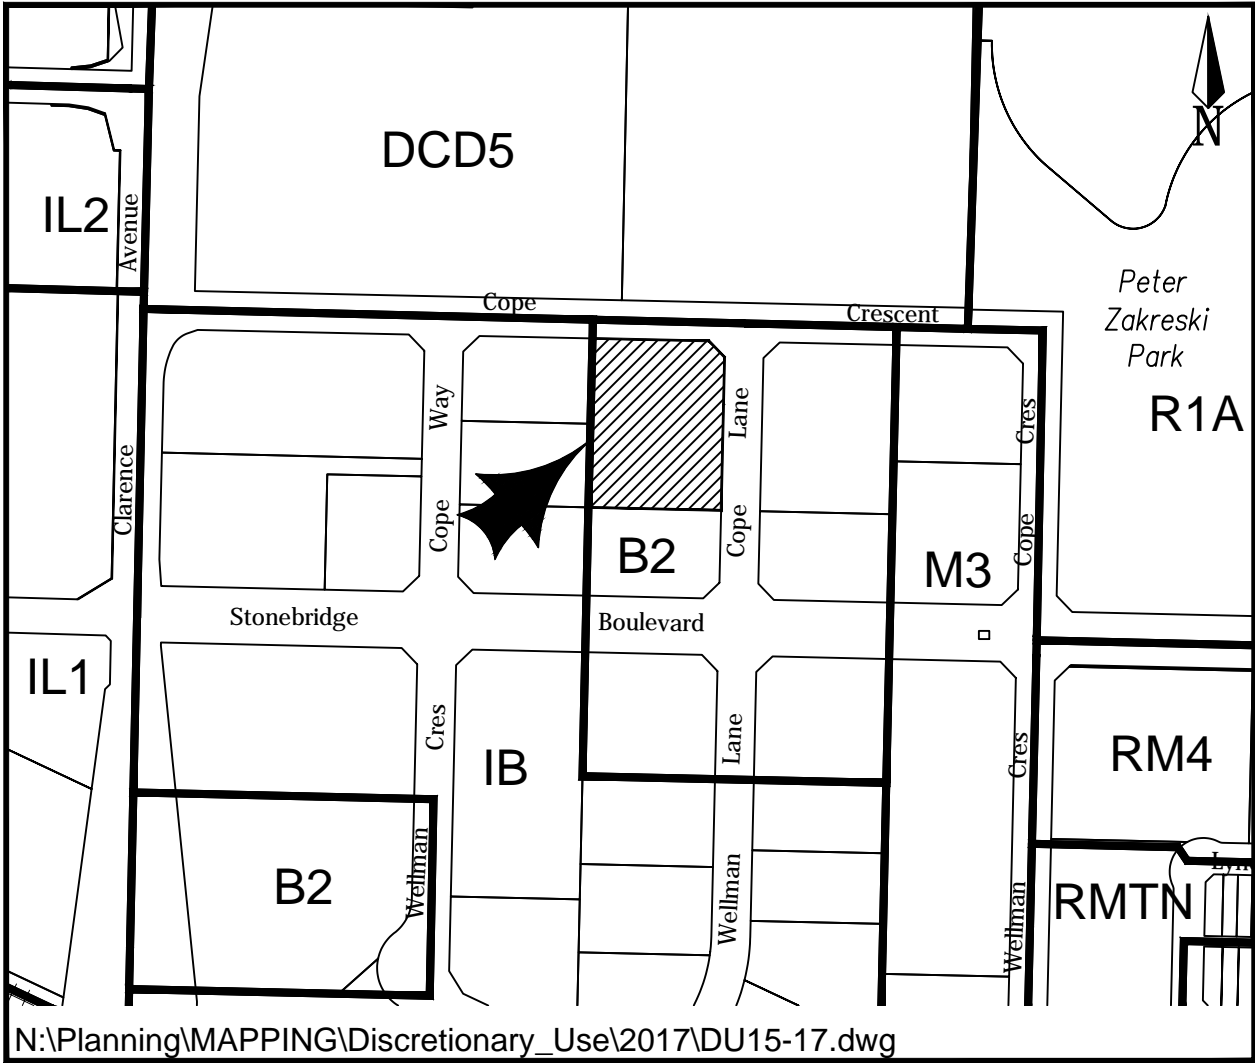 N
DCD5
IL2
Avenue
Peter
Zakreski
Park
Cope
Crescent
R1A
Way
Lane
Cres
Clarence
Cope
Cope
Cope
B2
M3
Stonebridge
Boulevard
IL1
Cres
Lane
Cres
IB
RM4
Wellman
B2
Wellman
Wellman
RMTN
N:\Planning\MAPPING\Discretionary_Use\2017\DU15-17.dwg